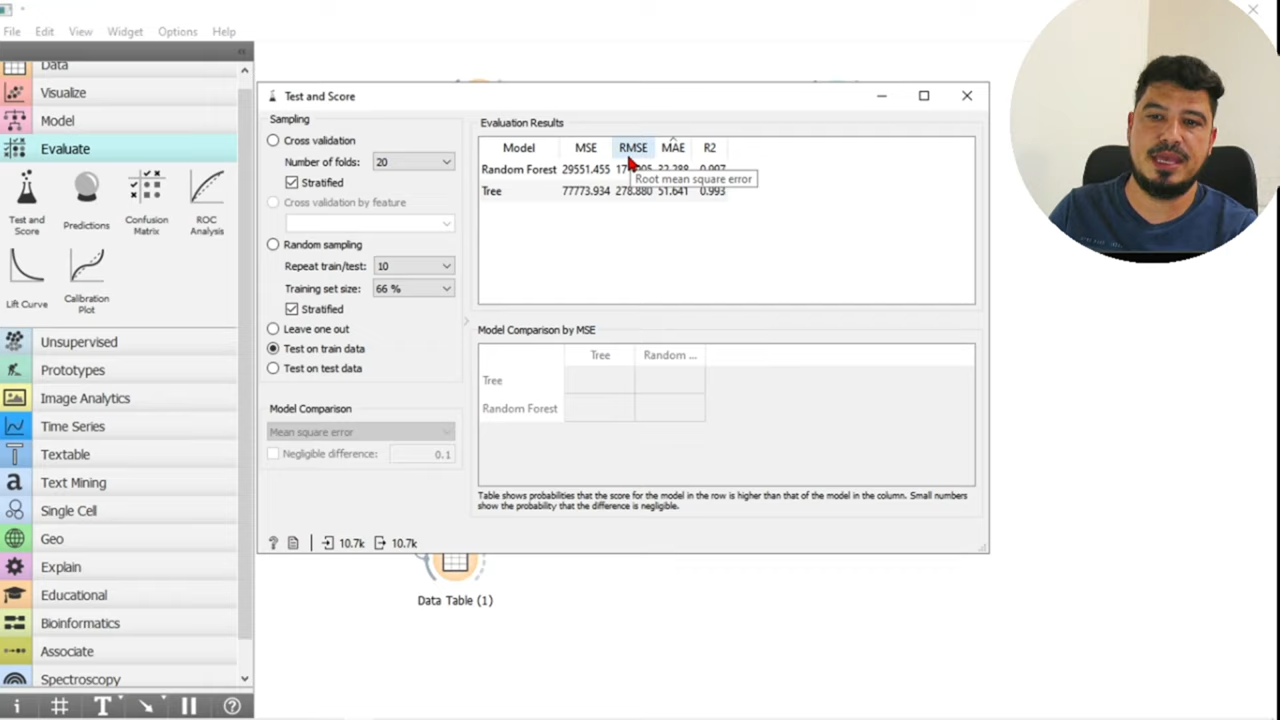 File Edit View Widget Options Help
Data
Visualize
Model
Evaluate
Test and Score
Predictions
Confusion Matrix
ROC Analysis
Lift Curve
Calibration Plot
Unsupervised
Prototypes
Image Analytics
Time Series
Textable
Text Mining
Single Cell
Geo
Explain
Educational
Bioinformatics
Associate
Spectroscopy
Test and Score
Sampling
Cross validation
Number of folds: 20
Stratified
Cross validation by feature
Random sampling
Repeat train/test: 10
Training set size: 66 %
Stratified
Leave one out
Test on train data
Test on test data
Model Comparison
Mean square error
Negligible difference: 0.1
10.7k 10.7k
Evaluation Results
Model MSE RMSE MAE R2
Random Forest 29551.455 32.288 0.997
Root mean square error
Tree 77773.934 278.880 51.641 0.993
Model Comparison by MSE
Tree Random ...
Tree
Random Forest
Table shows probabilities that the score for the model in the row is higher than that of the model in the column. Small numbers
show the probability that the difference is negligible.
Data Table (1)